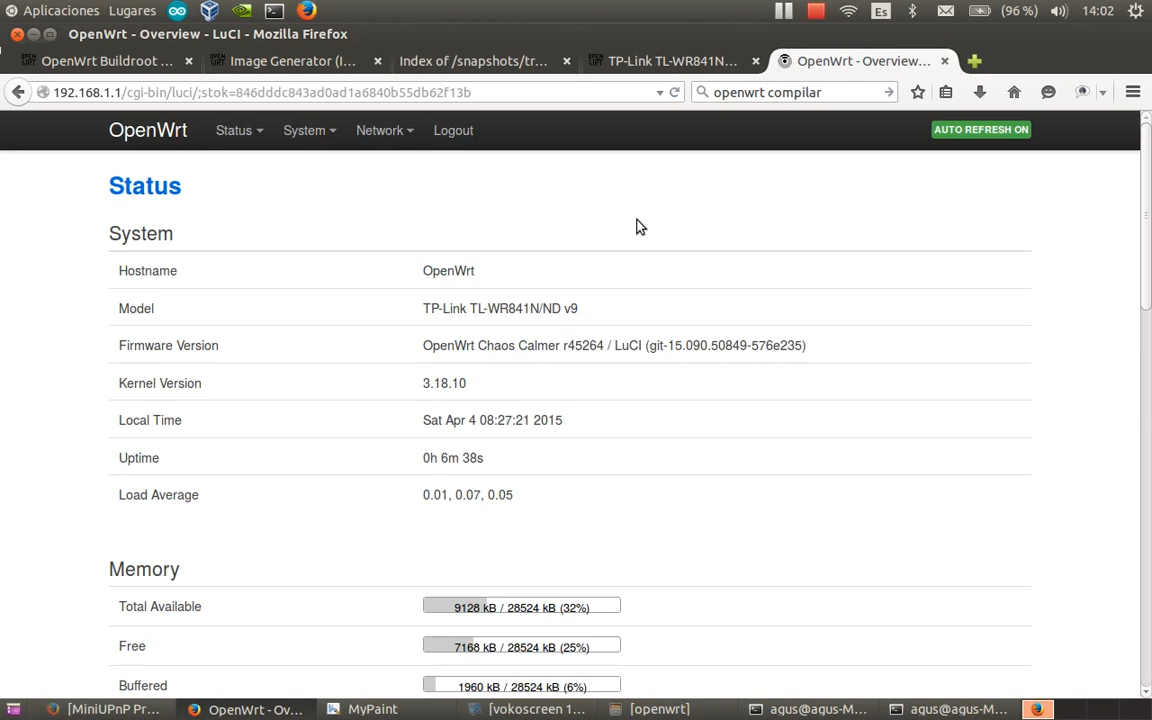 Aplicaciones Lugares Es (96 %) 14:02
OpenWrt - Overview - LuCI - Mozilla Firefox
OpenWrt Buildroot ... Image Generator (I... Index of /snapshots/tr... TP-Link TL-WR841N... OpenWrt - Overview...
192.168.1.1/cgi-bin/luci/;stok=846dddc843ad0ad1a6840b55db62f13b openwrt compilar
OpenWrt Status System Network Logout AUTO REFRESH ON
Status
System
Hostname OpenWrt
Model TP-Link TL-WR841N/ND v9
Firmware Version OpenWrt Chaos Calmer r45264 / LuCI (git-15.090.50849-576e235)
Kernel Version 3.18.10
Local Time Sat Apr 4 08:27:21 2015
Uptime 0h 6m 38s
Load Average 0.01, 0.07, 0.05
Memory
Total Available 9128 kB / 28524 kB (32%)
Free 7168 kB / 28524 kB (25%)
Buffered 1960 kB / 28524 kB (6%)
[MiniUPnP Pr... OpenWrt - Ov... MyPaint [vokoscreen 1... [openwrt] agus@agus-M... agus@agus-M...